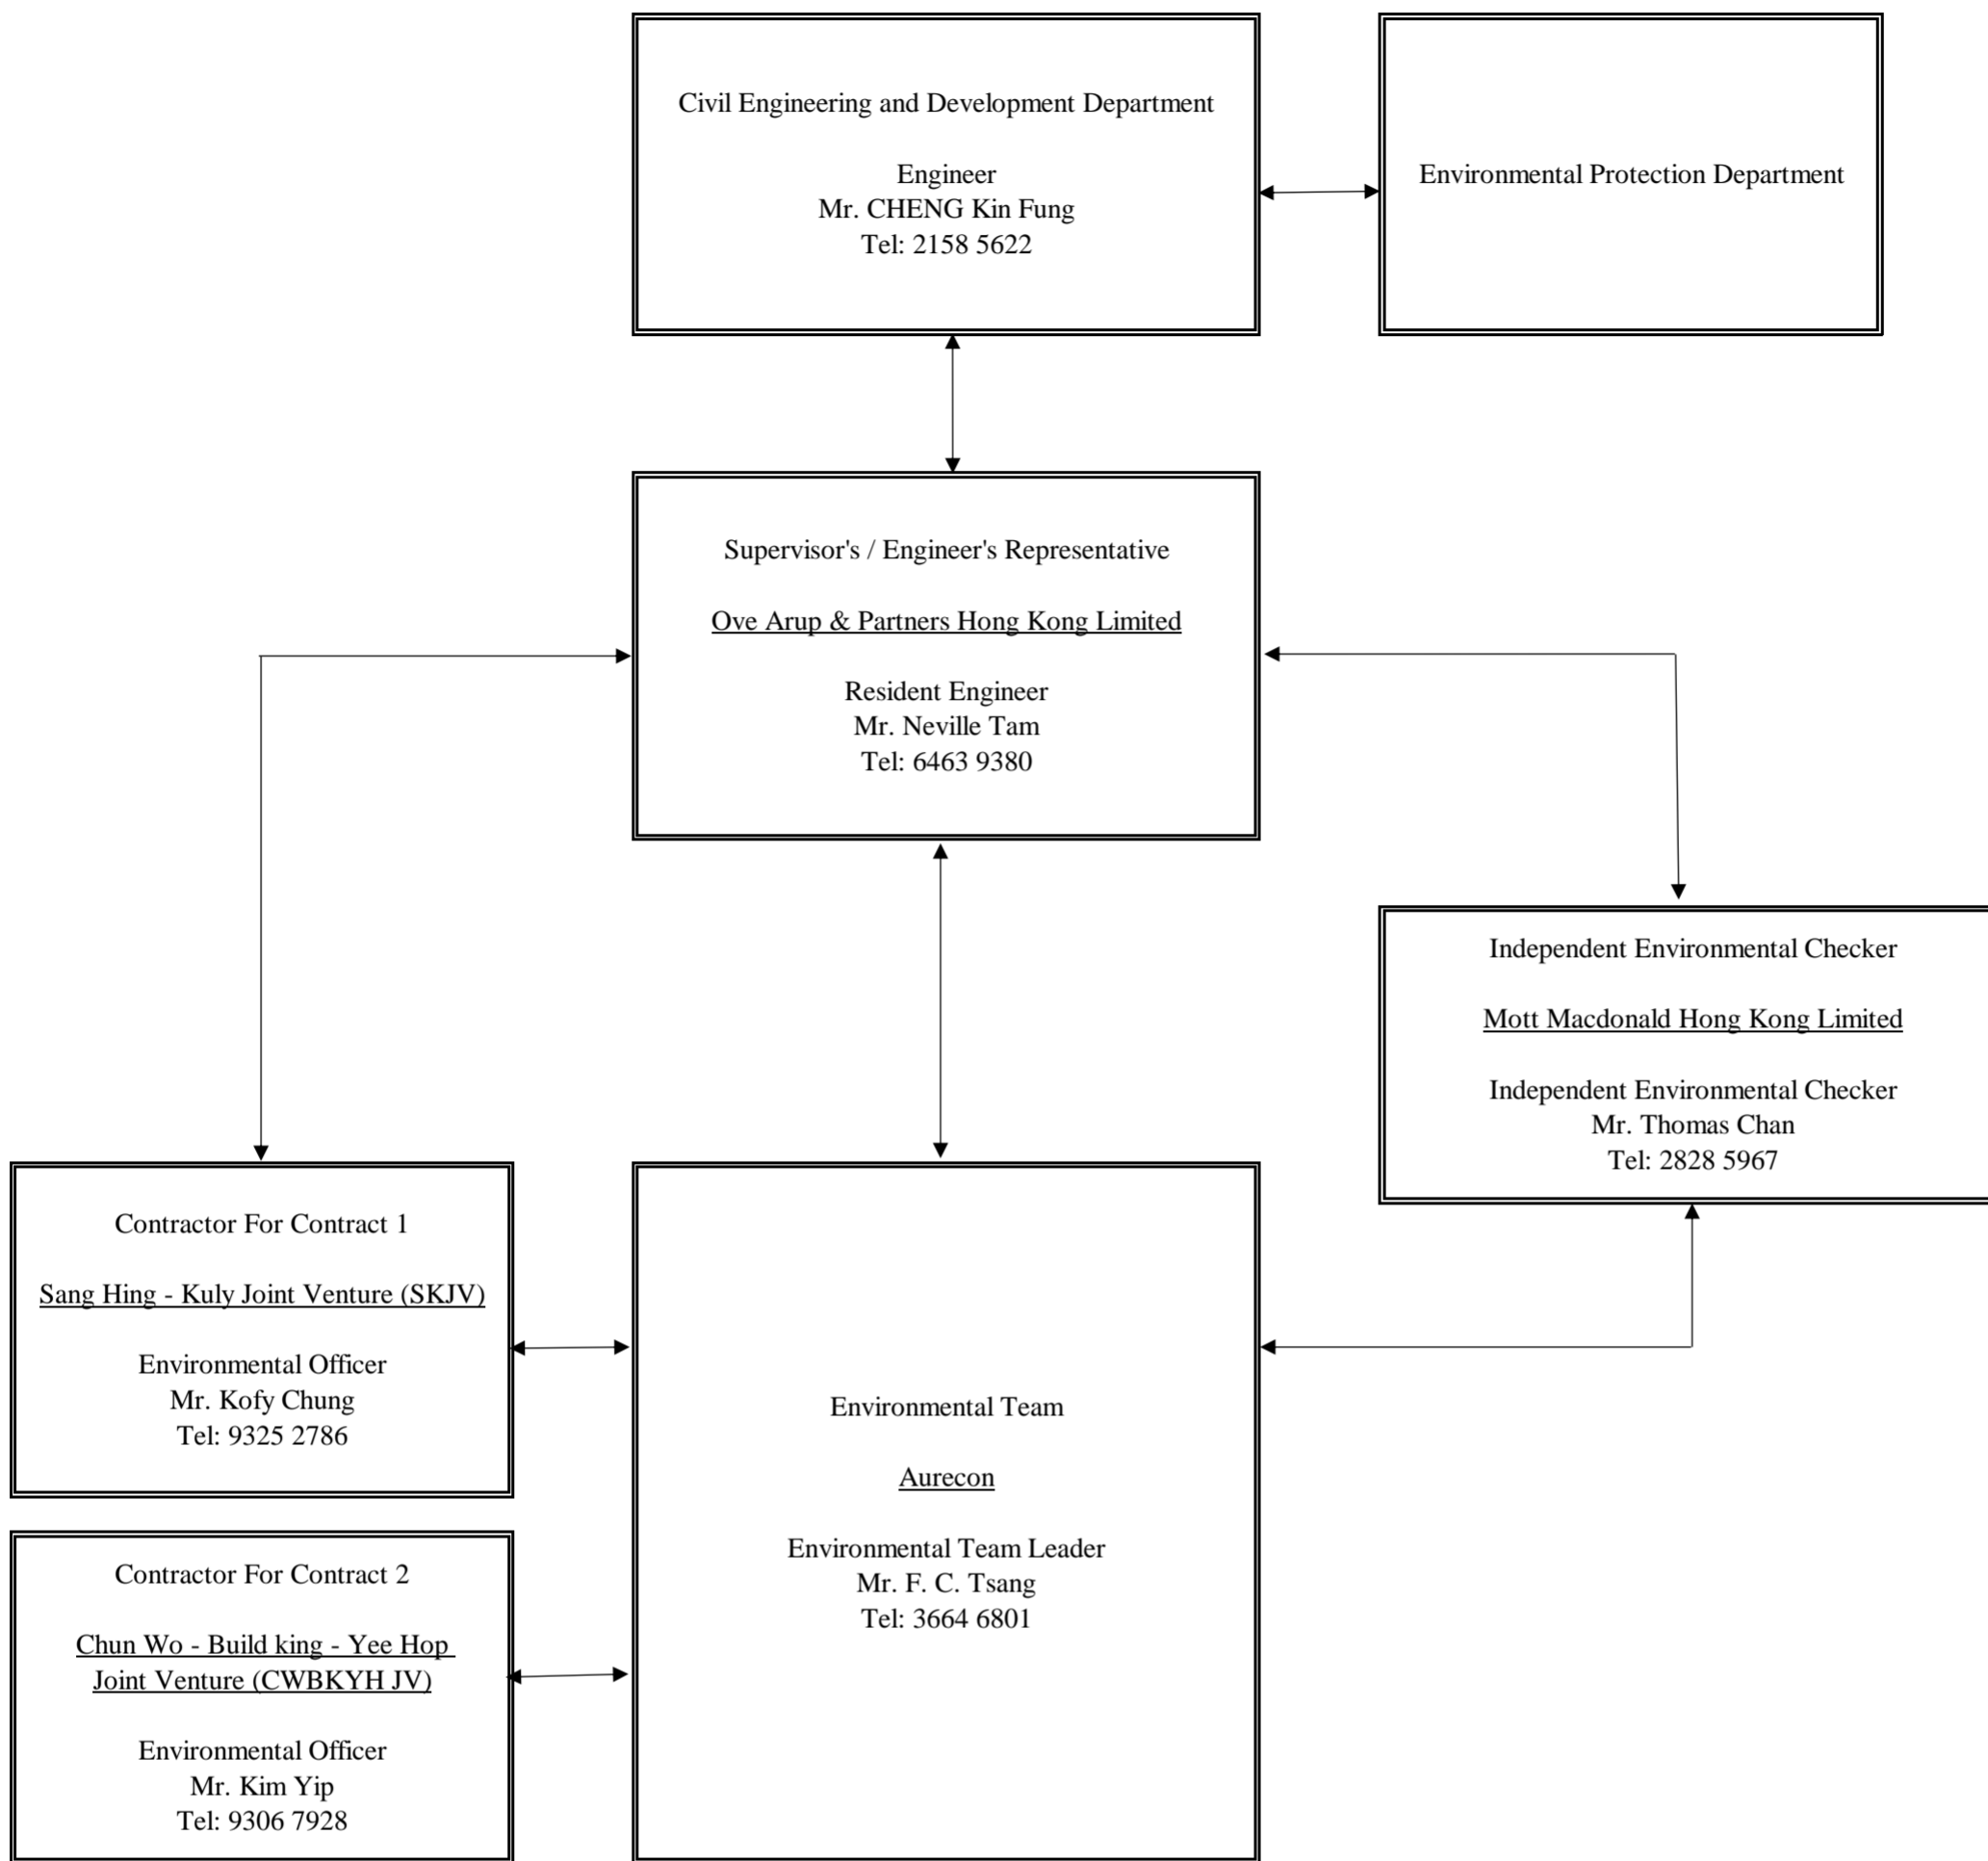 Civil Engineering and Development Department
Engineer
Mr. CHENG Kin Fung
Tel: 2158 5622
Environmental Protection Department
Supervisor's / Engineer's Representative
Ove Arup & Partners Hong Kong Limited
Resident Engineer
Mr. Neville Tam
Tel: 6463 9380
Independent Environmental Checker
Mott Macdonald Hong Kong Limited
Independent Environmental Checker
Mr. Thomas Chan
Tel: 2828 5967
Contractor For Contract 1
Sang Hing - Kuly Joint Venture (SKJV)
Environmental Officer
Mr. Kofy Chung
Tel: 9325 2786
Environmental Team
Aurecon
Environmental Team Leader
Mr. F. C. Tsang
Tel: 3664 6801
Contractor For Contract 2
Chun Wo - Build king - Yee Hop
Joint Venture (CWBKYH JV)
Environmental Officer
Mr. Kim Yip
Tel: 9306 7928